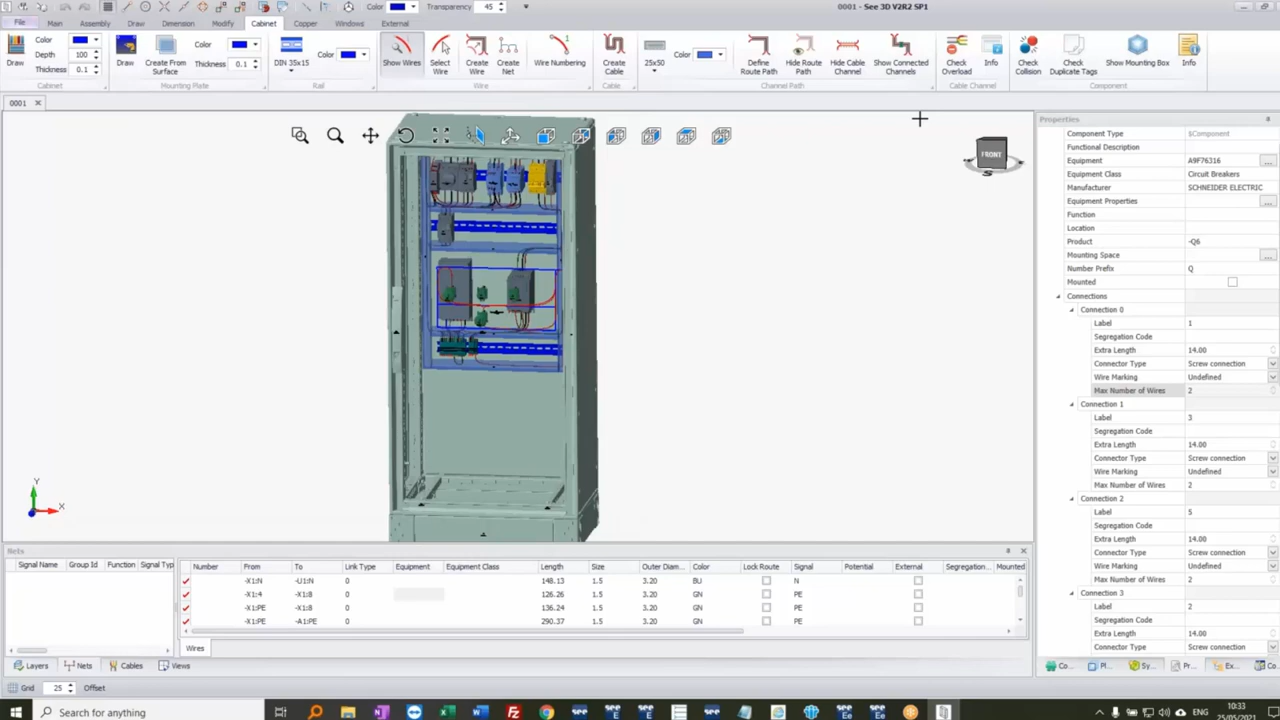 Color
Transparency 45
0001 - See 3D V2R2 SP1
File Main Assembly Draw Dimension Modify Cabinet Copper Windows External
Draw
Color
Depth 100
Thickness 0.1
Draw
Create From Surface
Color
Thickness 0.1
DIN 35x15
Color
Show Wires
Select Wire
Create Wire
Create Net
Wire Numbering
Create Cable
25x50
Color
Define Route Path
Hide Route Path
Hide Cable Channel
Show Connected Channels
Check Overload
Info
Check Collision
Check Duplicate Tags
Show Mounting Box
Info
Cabinet Mounting Plate Rail Wire Cable Channel Path Cable Channel Component
0001
Properties
FRONT
S
Component Type $Component
Functional Description
Equipment A9F76316 ...
Equipment Class Circuit Breakers
Manufacturer SCHNEIDER ELECTRIC
Equipment Properties ...
Function
Location
Product -Q6
Mounting Space ...
Number Prefix Q
Mounted
Connections
Connection 0
Label 1
Segregation Code
Extra Length 14.00
Connector Type Screw connection
Wire Marking Undefined
Max Number of Wires 2
Connection 1
Label 3
Segregation Code
Extra Length 14.00
Connector Type Screw connection
Wire Marking Undefined
Max Number of Wires 2
Connection 2
Label 5
Segregation Code
Extra Length 14.00
Connector Type Screw connection
Wire Marking Undefined
Max Number of Wires 2
Connection 3
Label 2
Segregation Code
Extra Length 14.00
Connector Type Screw connection
Y
X
Nets
Signal Name Group Id Function Signal Typ
Number From To Link Type Equipment Equipment Class Length Size Outer Diam... Color Lock Route Signal Potential External Segregation... Mounted
-X1:N -U1:N 0 148.13 1.5 3.20 BU N
-X1:4 -X1:8 0 126.26 1.5 3.20 GN PE
-X1:PE -X1:8 0 136.24 1.5 3.20 GN PE
-X1:PE -A1:PE 0 290.37 1.5 3.20 GN PE
Wires
Layers Nets Cables Views
Co... Pl... Sy... Pr... Ex... Co
Grid 25 Offset
Search for anything
ENG
10:33
25/05/2021